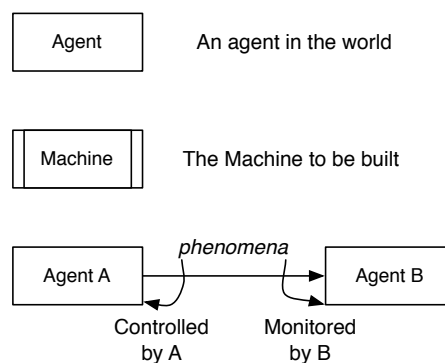 Agent
An agent in the world
Machine
The Machine to be built
phenomena
Agent A
Agent B
Controlled
by A
Monitored
by B